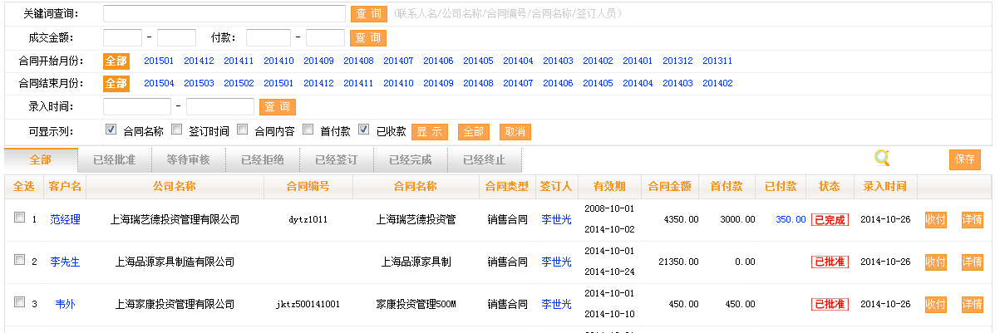 关键词查询： 查 询 (联系人名/公司名称/合同编号/合同名称/签订人员)
成交金额： - 付款： - 查 询
合同开始月份： 全部 201501 201412 201411 201410 201409 201408 201407 201406 201405 201404 201403 201402 201401 201312 201311
合同结束月份： 全部 201504 201503 201502 201501 201412 201411 201410 201409 201408 201407 201406 201405 201404 201403 201402
录入时间： - 查 询
可显示列： 合同名称 签订时间 合同内容 首付款 已收款 显 示 全部 取消
全部 已经批准 等待审核 已经拒绝 已经签订 已经完成 已经终止 保存
全选 客户名 公司名称 合同编号 合同名称 合同类型 签订人 有效期 合同金额 首付款 已付款 状态 录入时间
1 范经理 上海瑞艺德投资管理有限公司 dytz1011 上海瑞艺德投资管 销售合同 李世光 2008-10-01 2014-10-02 4350.00 3000.00 350.00 已完成 2014-10-26 收付 详情
2 李先生 上海品源家具制造有限公司 上海品源家具制 销售合同 李世光 2014-10-01 2014-10-24 21350.00 0.00 已批准 2014-10-26 收付 详情
3 韦外 上海家康投资管理有限公司 jktz500141001 家康投资管理500M 销售合同 李世光 2014-10-01 2014-10-10 450.00 450.00 已批准 2014-10-26 收付 详情